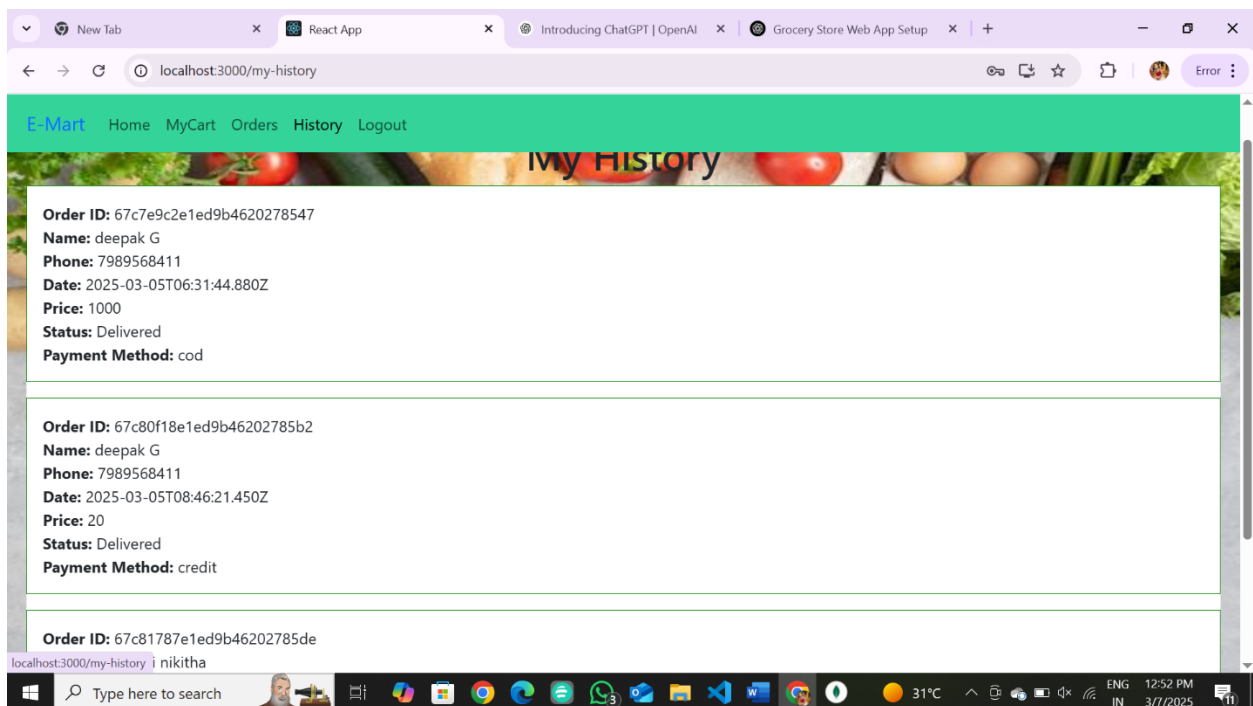 New Tab
React App
Introducing ChatGPT | OpenAI
Grocery Store Web App Setup
localhost:3000/my-history
Error
E-Mart Home MyCart Orders History Logout
My History
Order ID: 67c7e9c2e1ed9b4620278547
Name: deepak G
Phone: 7989568411
Date: 2025-03-05T06:31:44.880Z
Price: 1000
Status: Delivered
Payment Method: cod
Order ID: 67c80f18e1ed9b46202785b2
Name: deepak G
Phone: 7989568411
Date: 2025-03-05T08:46:21.450Z
Price: 20
Status: Delivered
Payment Method: credit
Order ID: 67c81787e1ed9b46202785de
i nikitha
localhost:3000/my-history
Type here to search
3
31°C
ENG
IN
12:52 PM
3/7/2025
11